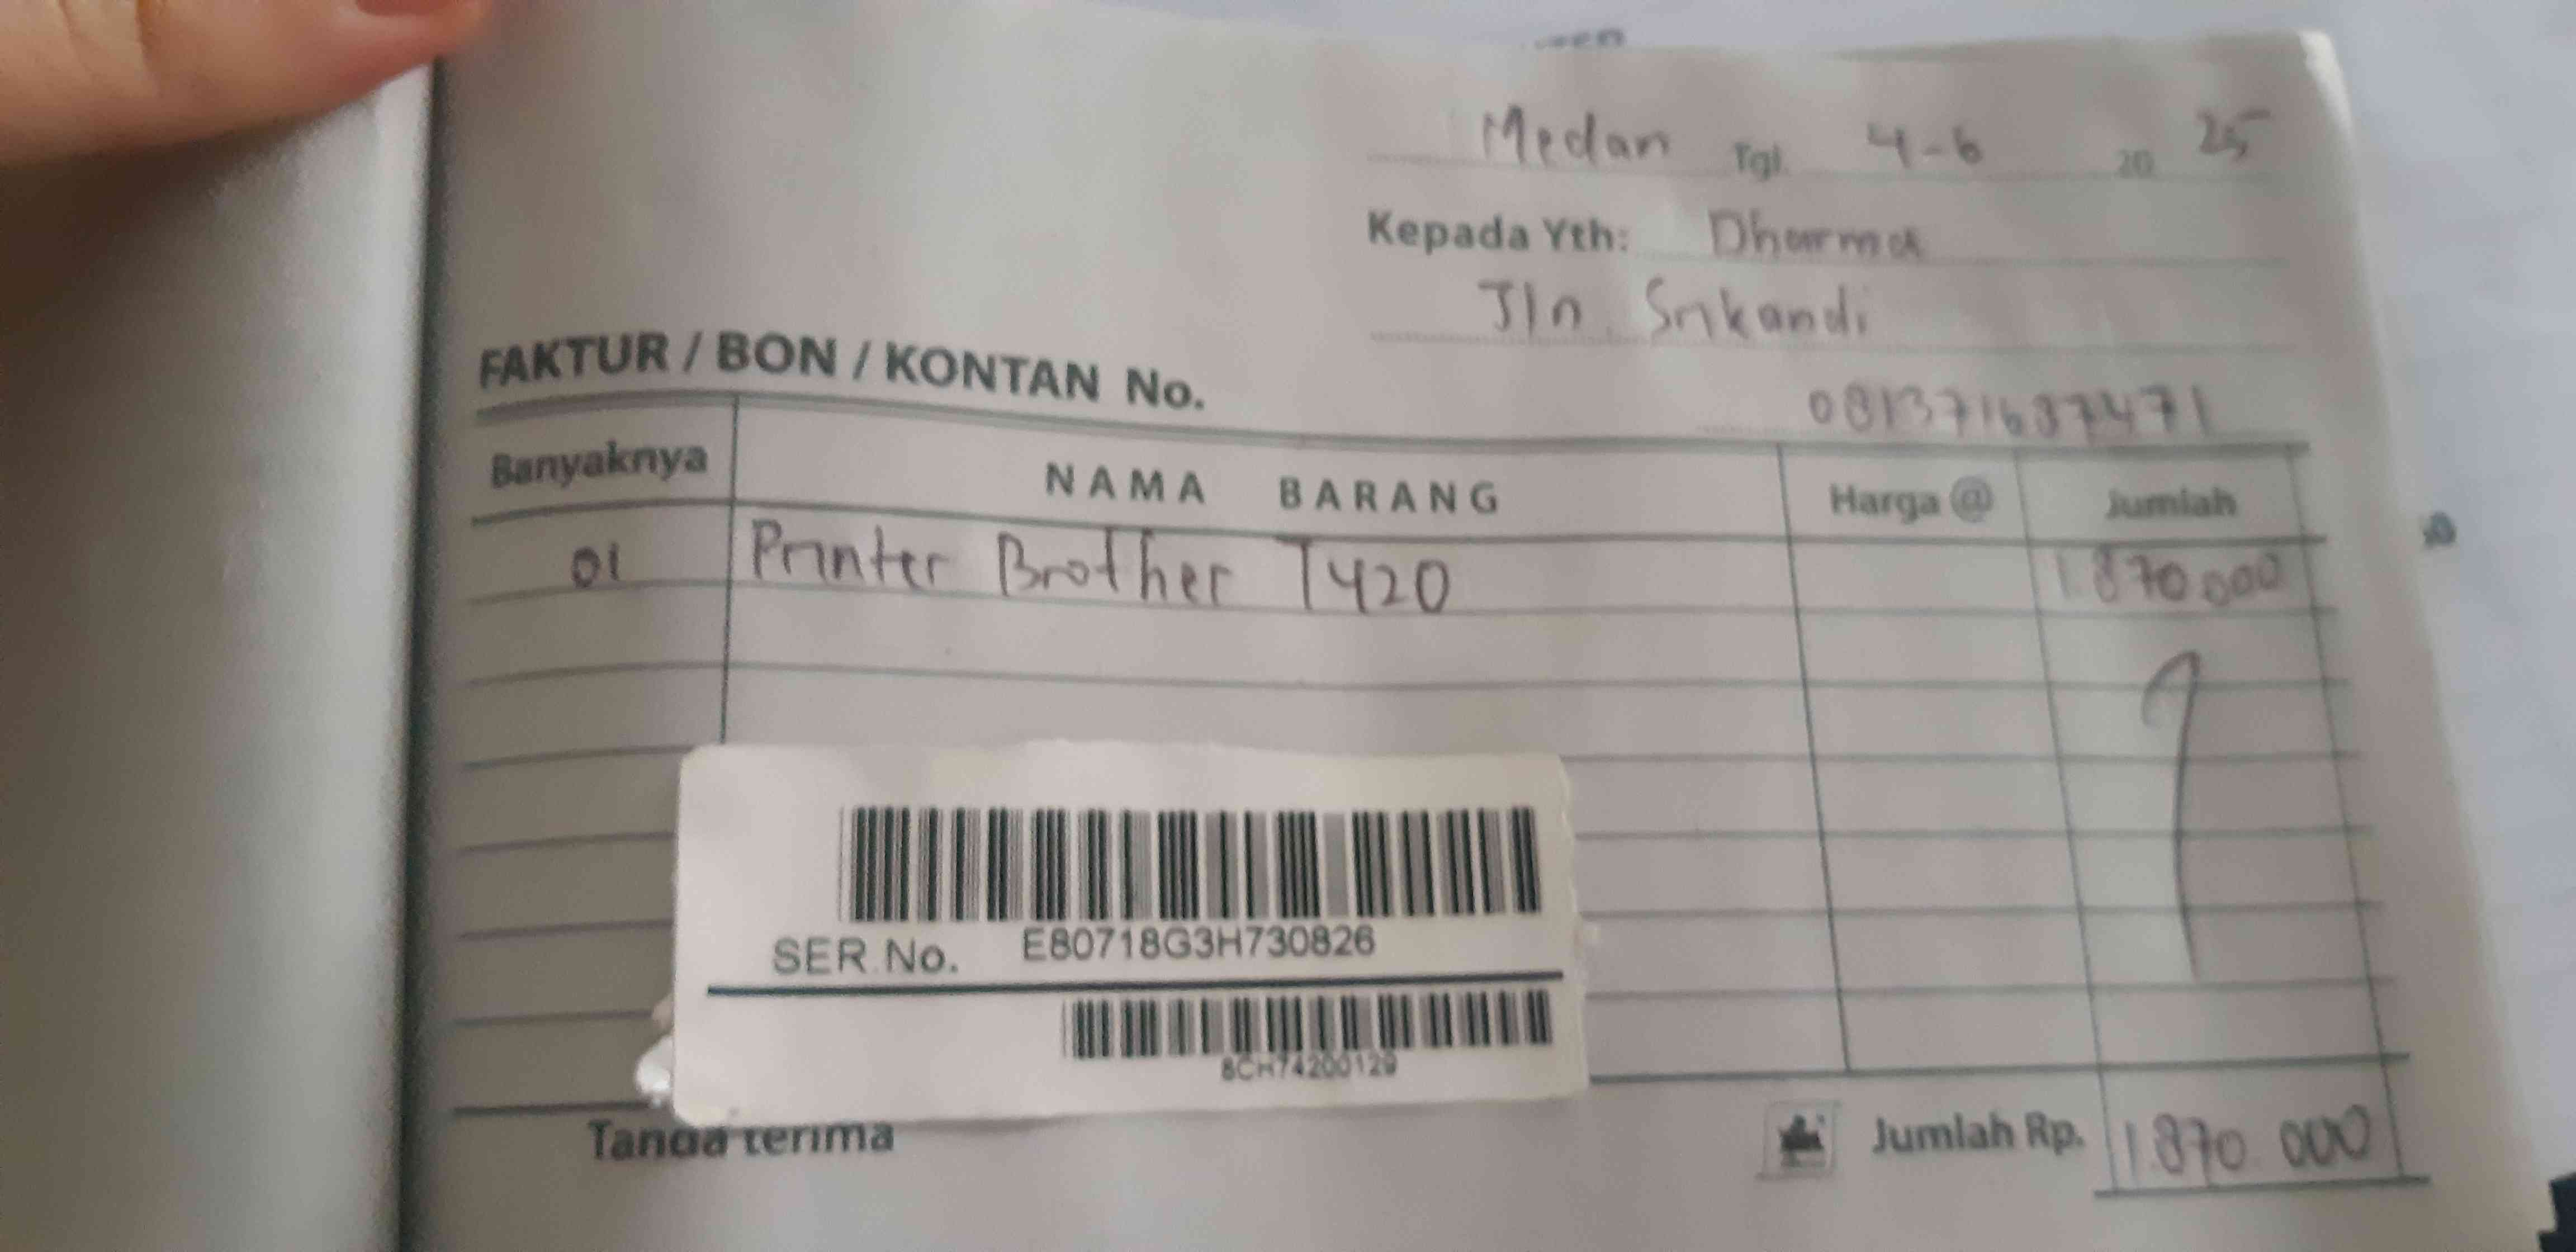 Medan Tgl. 4-6 20 25
Kepada Yth: Dharma
Jln. Srikandi
FAKTUR / BON / KONTAN No.
081371687471
Banyaknya NAMA BARANG Harga @ Jumlah
01 Printer Brother T420 1.870.000
SER.No. E80718G3H730826
8CH74200129
Tanda terima Jumlah Rp. 1.870.000